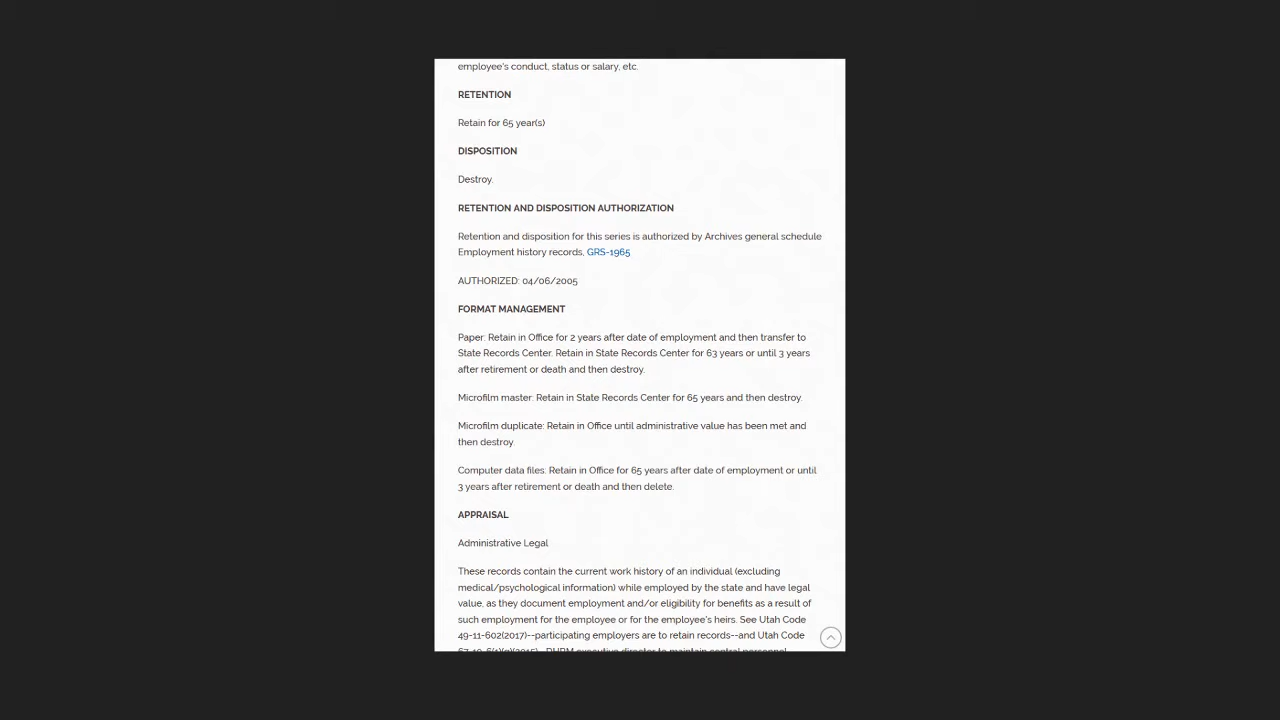 employee's conduct, status or salary, etc.
RETENTION
Retain for 65 year(s)
DISPOSITION
Destroy.
RETENTION AND DISPOSITION AUTHORIZATION
Retention and disposition for this series is authorized by Archives general schedule
Employment history records, GRS-1965
AUTHORIZED: 04/06/2005
FORMAT MANAGEMENT
Paper: Retain in Office for 2 years after date of employment and then transfer to
State Records Center. Retain in State Records Center for 63 years or until 3 years
after retirement or death and then destroy.
Microfilm master: Retain in State Records Center for 65 years and then destroy.
Microfilm duplicate: Retain in Office until administrative value has been met and
then destroy.
Computer data files: Retain in Office for 65 years after date of employment or until
3 years after retirement or death and then delete.
APPRAISAL
Administrative Legal
These records contain the current work history of an individual (excluding
medical/psychological information) while employed by the state and have legal
value, as they document employment and/or eligibility for benefits as a result of
such employment for the employee or for the employee's heirs. See Utah Code
49-11-602(2017)--participating employers are to retain records--and Utah Code
DHRM executive director to maintain central personnel